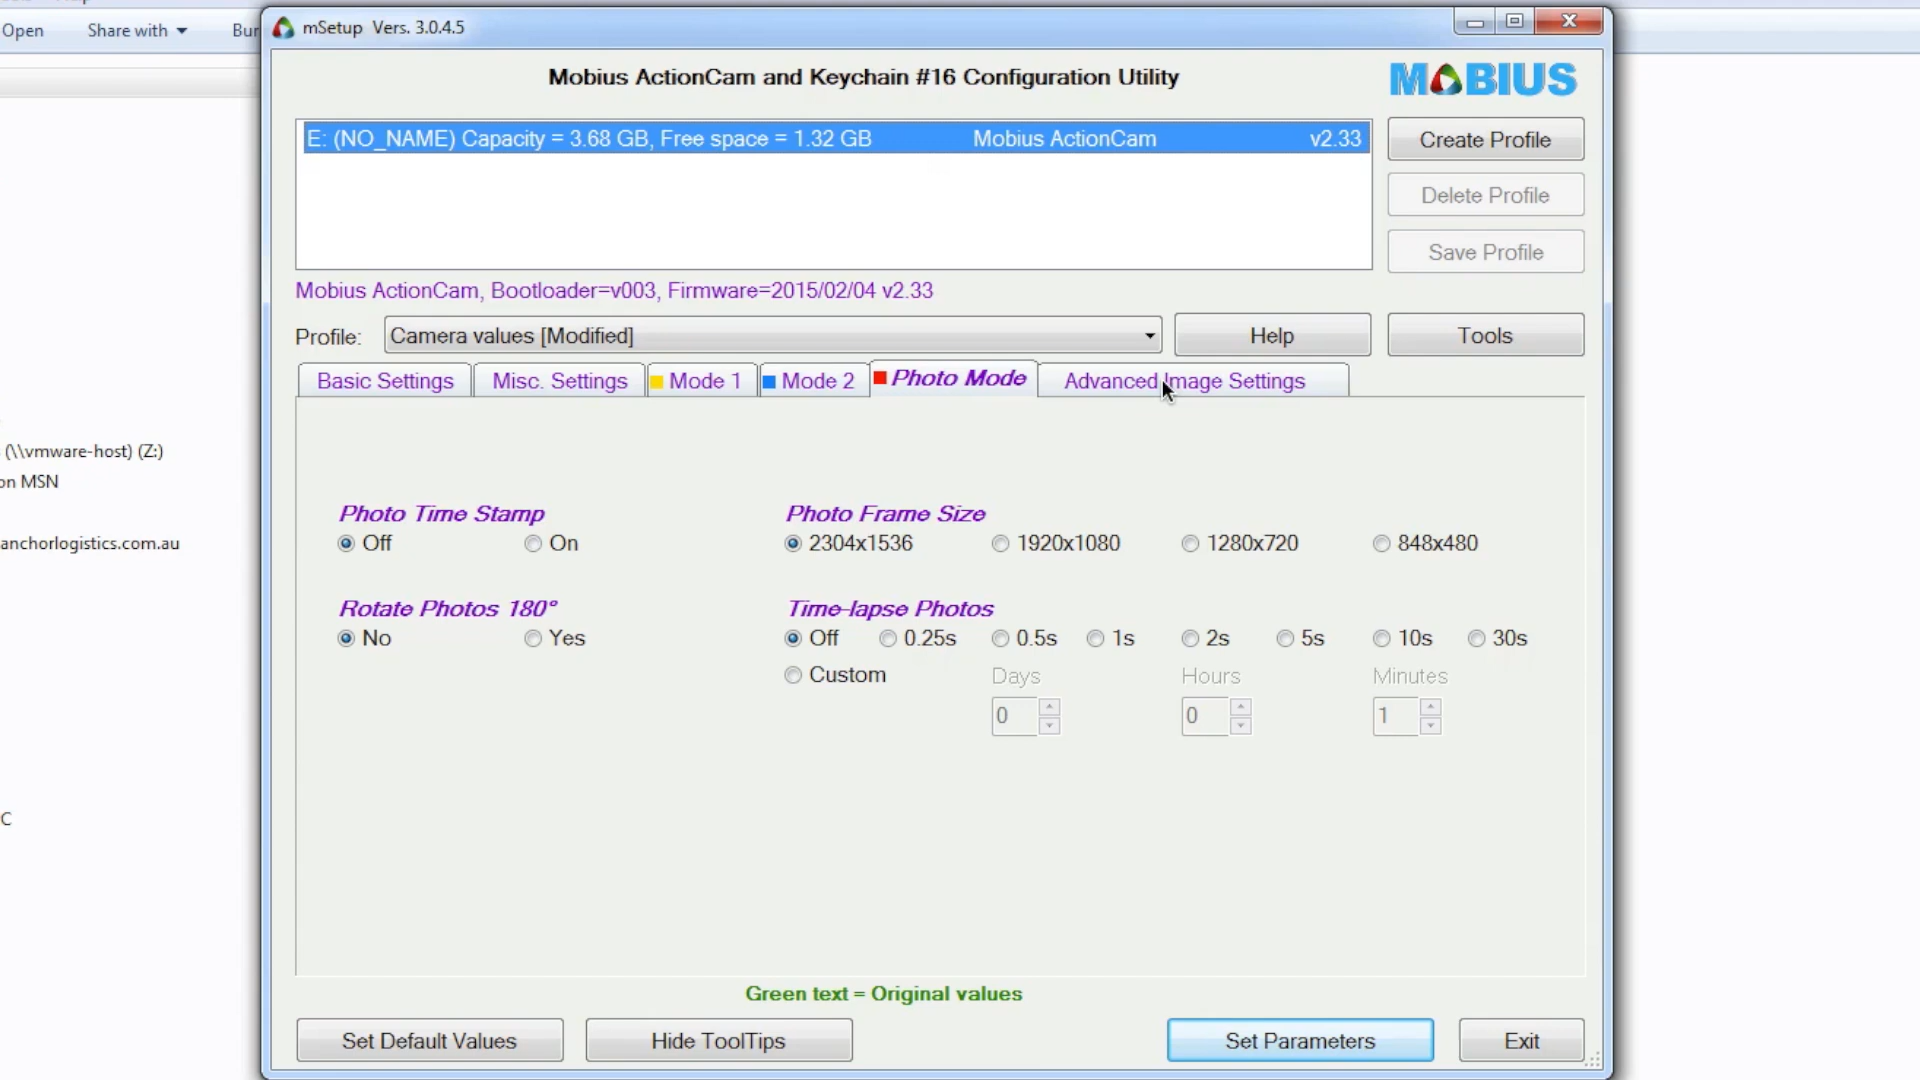 Open Share with Bur
mSetup Vers. 3.0.4.5
Mobius ActionCam and Keychain #16 Configuration Utility
MOBIUS
E: (NO_NAME) Capacity = 3.68 GB, Free space = 1.32 GB Mobius ActionCam v2.33
Create Profile
Delete Profile
Save Profile
Mobius ActionCam, Bootloader=v003, Firmware=2015/02/04 v2.33
Profile: Camera values [Modified] Help Tools
Basic Settings Misc. Settings Mode 1 Mode 2 Photo Mode Advanced Image Settings
(\\vmware-host) (Z:)
on MSN
anchorlogistics.com.au
C
Photo Time Stamp
Off On
Photo Frame Size
2304x1536 1920x1080 1280x720 848x480
Rotate Photos 180°
No Yes
Time-lapse Photos
Off 0.25s 0.5s 1s 2s 5s 10s 30s
Custom Days Hours Minutes
0 0 1
Green text = Original values
Set Default Values Hide ToolTips Set Parameters Exit